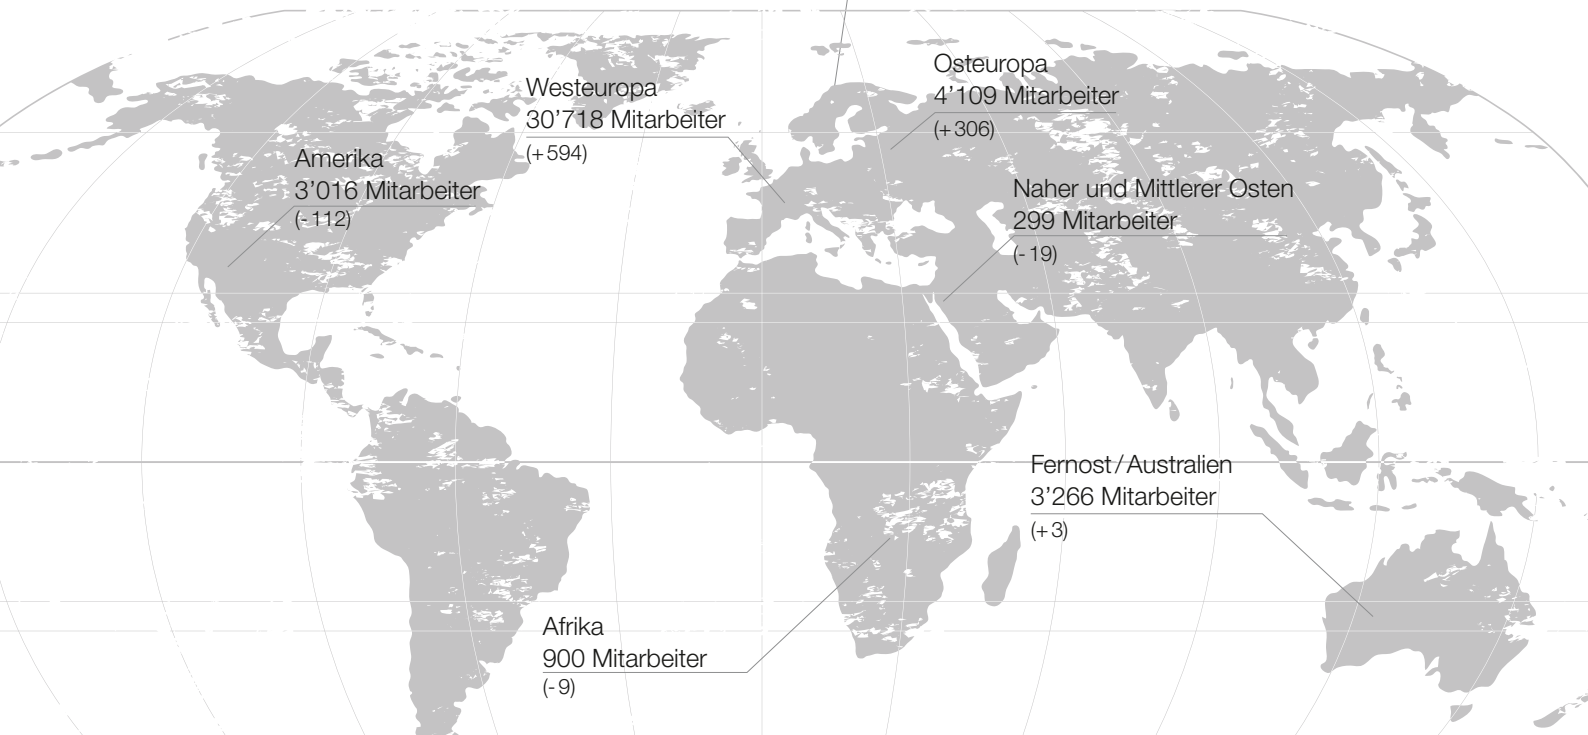 Osteuropa
4’109 Mitarbeiter
(+ 306)
Westeuropa
30’718 Mitarbeiter
(+ 594)
Amerika
3’016 Mitarbeiter
(- 112)
Naher und Mittlerer Osten
299 Mitarbeiter
(- 19)
Fernost / Australien
3’266 Mitarbeiter
(+ 3)
Afrika
900 Mitarbeiter
(- 9)